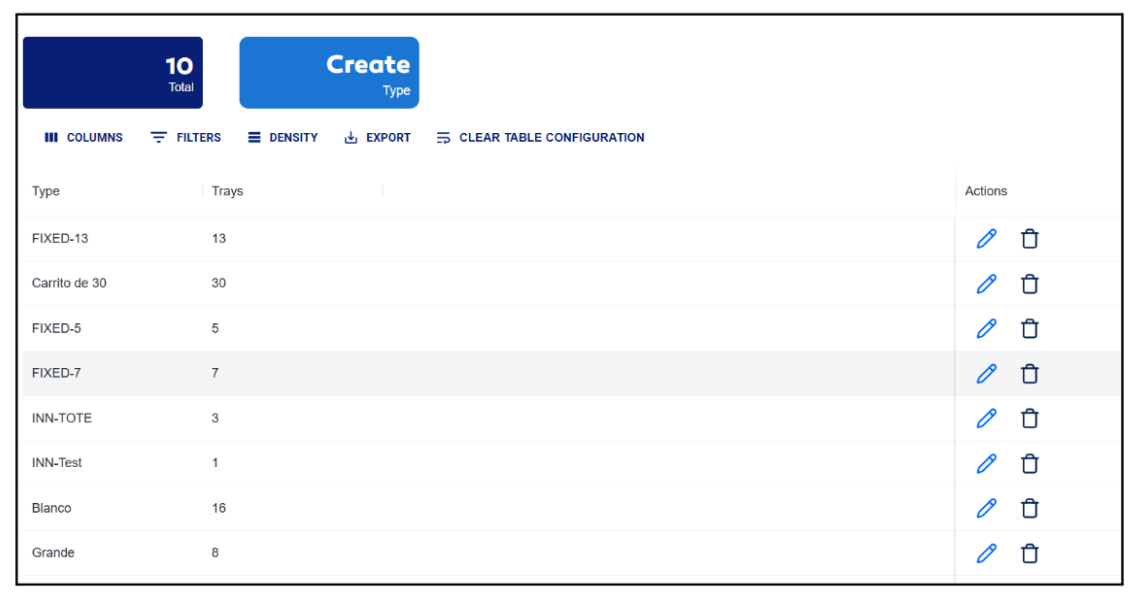 10
Total
Create
Type
COLUMNS FILTERS DENSITY EXPORT CLEAR TABLE CONFIGURATION
Type Trays Actions
FIXED-13 13
Carrito de 30 30
FIXED-5 5
FIXED-7 7
INN-TOTE 3
INN-Test 1
Blanco 16
Grande 8